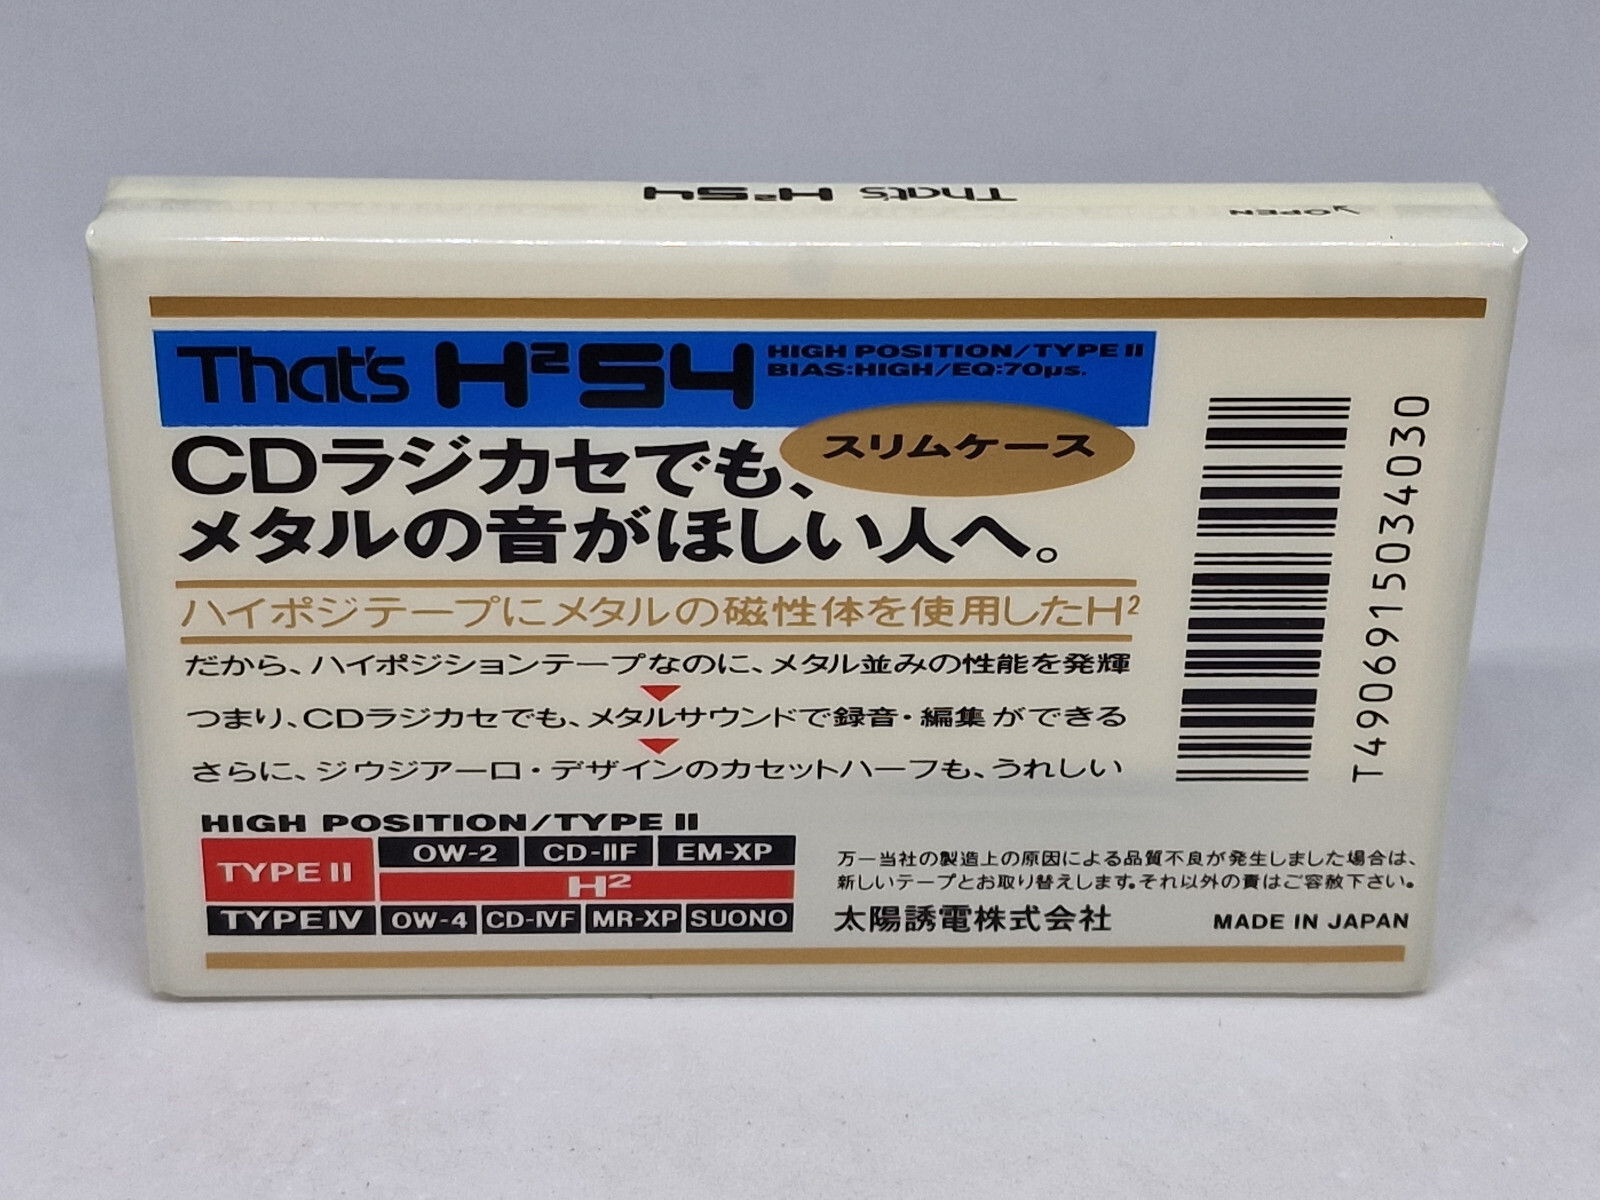 That's H²54
OPEN
That's H²54
HIGH POSITION/TYPE II
BIAS:HIGH/EQ:70μs.
スリムケース
CDラジカセでも、
メタルの音がほしい人へ。
ハイポジテープにメタルの磁性体を使用したH²
だから、ハイポジションテープなのに、メタル並みの性能を発輝
つまり、CDラジカセでも、メタルサウンドで録音・編集ができる
さらに、ジウジアーロ・デザインのカセットハーフも、うれしい
T4906915034030
HIGH POSITION/TYPE II
TYPE II OW-2 CD-IIF EM-XP
H²
TYPE IV OW-4 CD-IVF MR-XP SUONO
万一当社の製造上の原因による品質不良が発生しました場合は、
新しいテープとお取り替えします。それ以外の責はご容赦下さい。
太陽誘電株式会社 MADE IN JAPAN